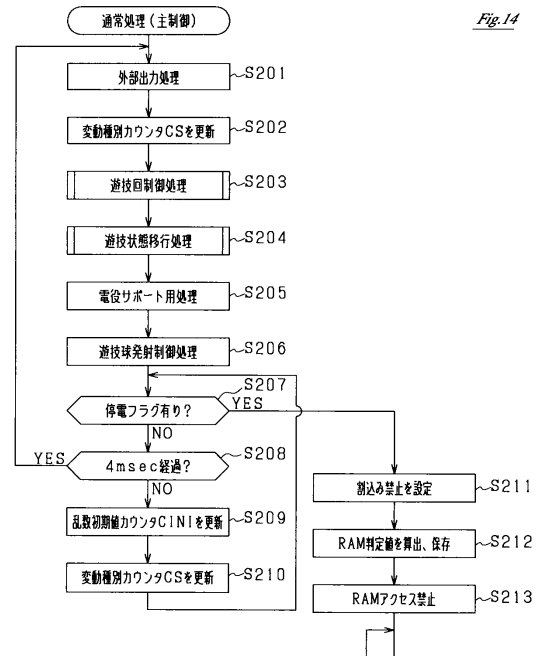 Fig.14
通常処理(主制御)
外部出力処理
S201
変動種別カウンタCSを更新
S202
遊技回制御処理
S203
遊技状態移行処理
S204
電役サポート用処理
S205
遊技球発射制御処理
S206
停電フラグ有り?
S207
YES
NO
4msec経過?
S208
YES
NO
乱数初期値カウンタCINIを更新
S209
変動種別カウンタCSを更新
S210
割込み禁止を設定
S211
RAM判定値を算出、保存
S212
RAMアクセス禁止
S213